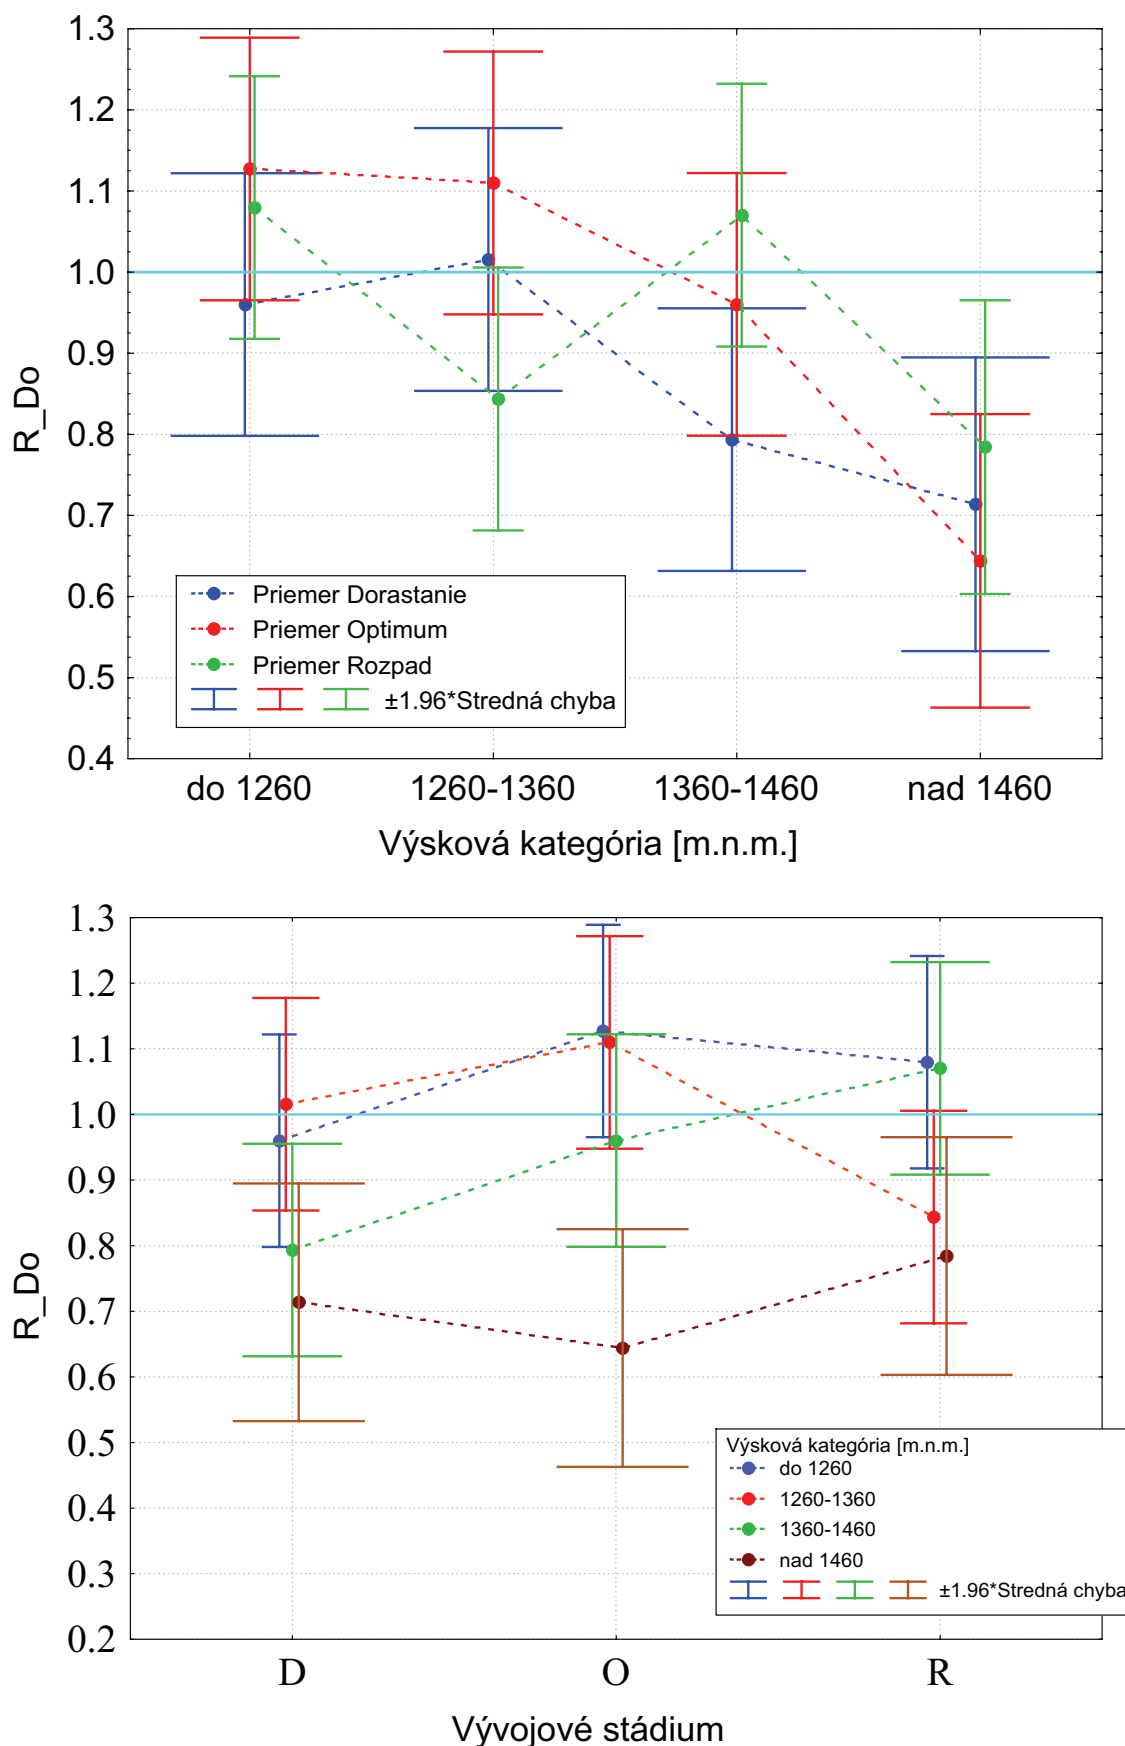 1.3
1.2
1.1
1.0
0.9
0.8
0.7
0.6
0.5
0.4
R_Do
Priemer Dorastanie
Priemer Optimum
Priemer Rozpad
±1.96*Stredná chyba
do 1260 1260-1360 1360-1460 nad 1460
Výsková kategória [m.n.m.]
1.3
1.2
1.1
1.0
0.9
0.8
0.7
0.6
0.5
0.4
0.3
0.2
R_Do
Výsková kategória [m.n.m.]
do 1260
1260-1360
1360-1460
nad 1460
±1.96*Stredná chyba
D O R
Vývojové stádium